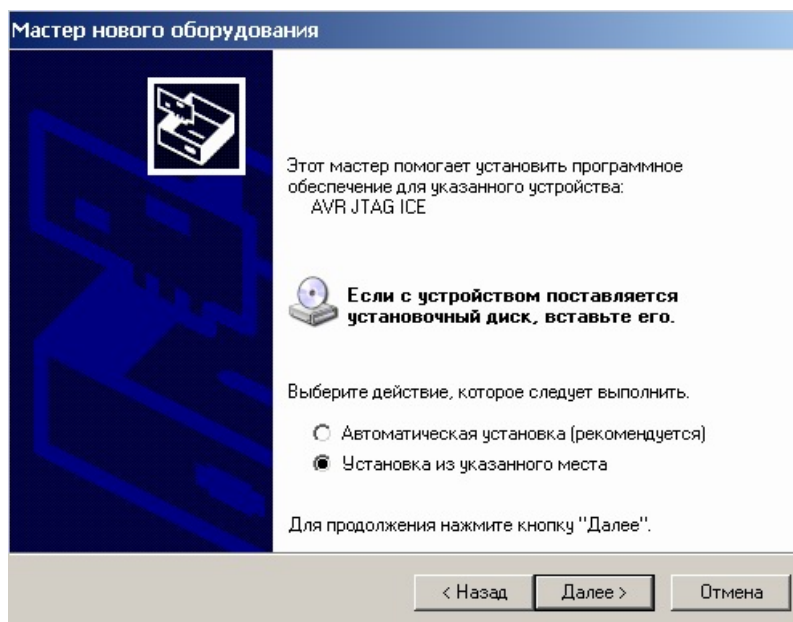 Мастер нового оборудования
Этот мастер помогает установить программное
обеспечение для указанного устройства:
AVR JTAG ICE
Если с устройством поставляется
установочный диск, вставьте его.
Выберите действие, которое следует выполнить.
Автоматическая установка (рекомендуется)
Установка из указанного места
Для продолжения нажмите кнопку "Далее".
< Назад
Далее >
Отмена